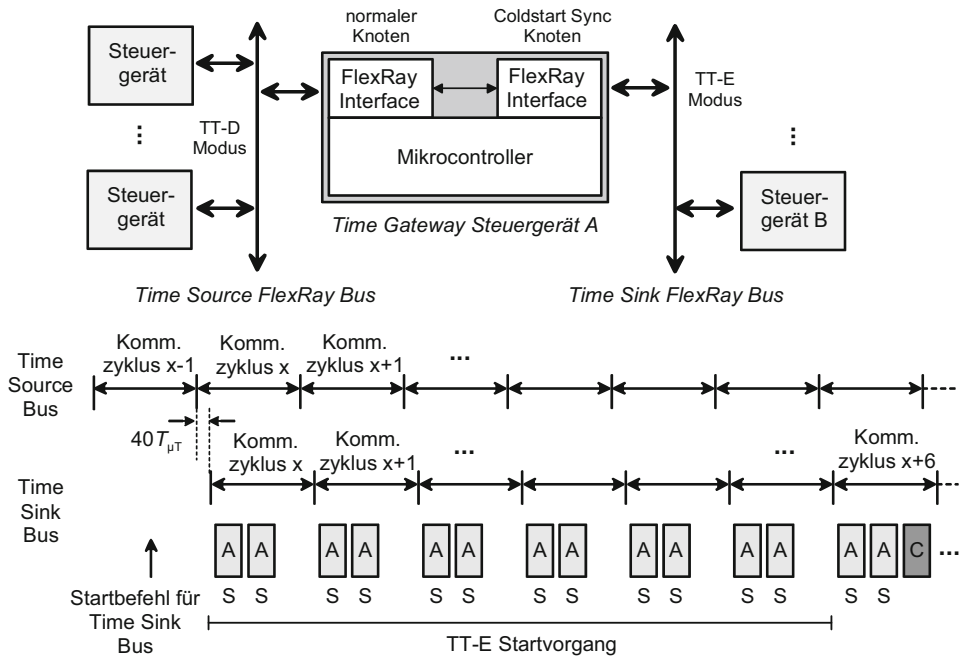 normaler
Knoten
Coldstart Sync
Knoten
Steuer-
gerät
FlexRay
Interface
FlexRay
Interface
TT-E
Modus
TT-D
Modus
...
...
Mikrocontroller
Steuer-
gerät
Steuer-
gerät B
Time Gateway Steuergerät A
Time Source FlexRay Bus
Time Sink FlexRay Bus
Time
Source
Bus
Komm.
zyklus x-1
Komm.
zyklus x
Komm.
zyklus x+1
...
40TμT
Time
Sink
Bus
Komm.
zyklus x
Komm.
zyklus x+1
...
...
Komm.
zyklus x+6
A A A A A A A A A A A A A A C ...
S S S S S S S S S S S S S S
Startbefehl für
Time Sink
Bus
TT-E Startvorgang